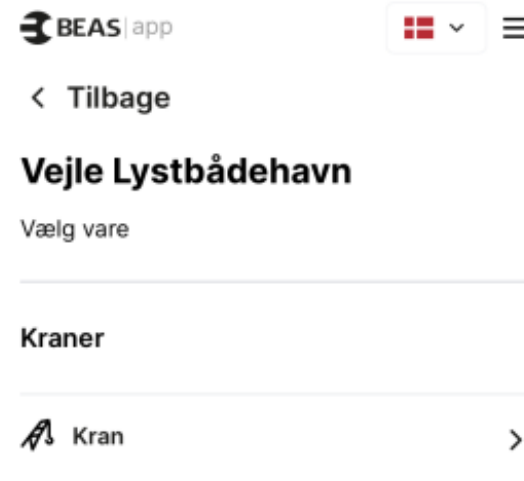 BEAS|app
Tilbage
Vejle Lystbådehavn
Vælg vare
Kraner
Kran